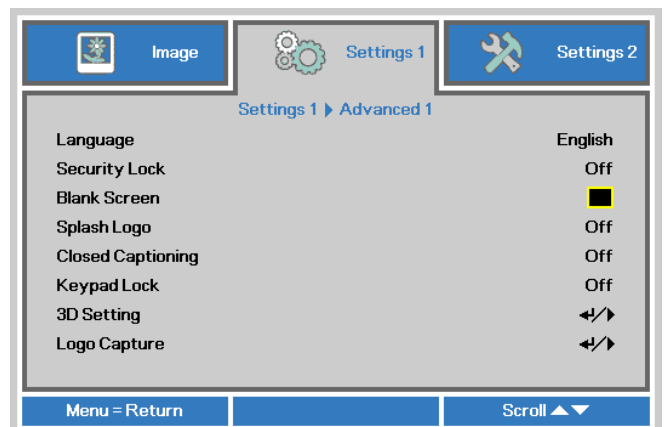 Image Settings 1 Settings 2
Settings 1 ▶ Advanced 1
Language English
Security Lock Off
Blank Screen
Splash Logo Off
Closed Captioning Off
Keypad Lock Off
3D Setting ↵/▶
Logo Capture ↵/▶
Menu = Return Scroll ▲▼